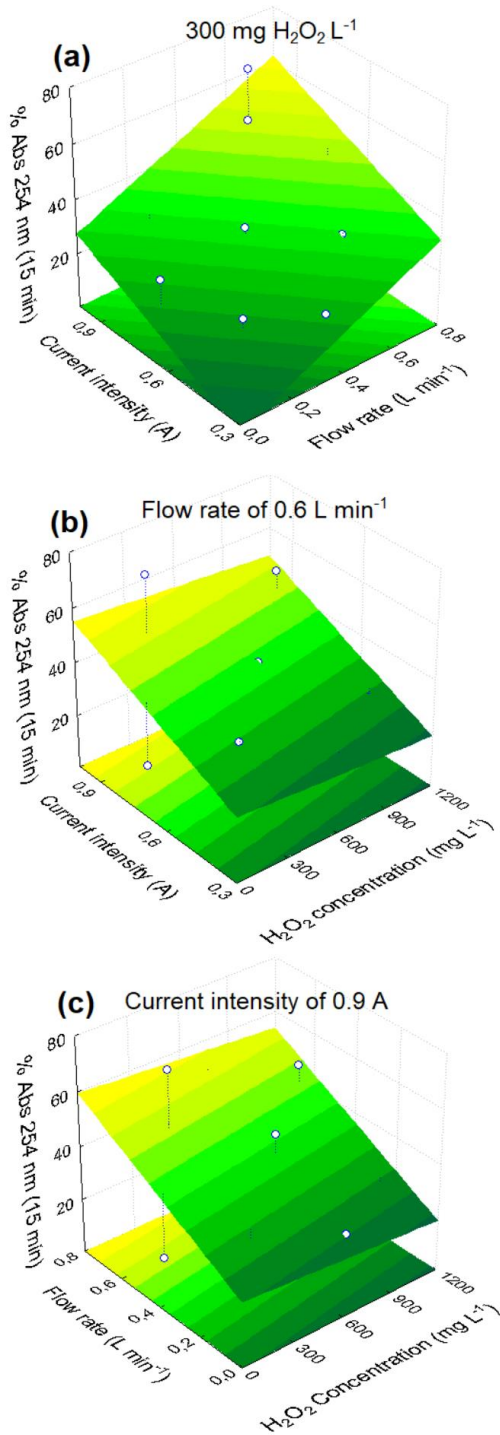 300 mg H₂O₂ L⁻¹
(a)
80
60
40
20
% Abs 254 nm (15 min)
0,9
0,6
0,3
Current intensity (A)
0,0
0,2
0,4
0,6
0,8
Flow rate (L min⁻¹)
(b)
Flow rate of 0.6 L min⁻¹
80
60
40
20
% Abs 254 nm (15 min)
0,9
0,6
0,3
Current intensity (A)
0
300
600
900
1200
H₂O₂ concentration (mg L⁻¹)
(c)
Current intensity of 0.9 A
80
60
40
20
% Abs 254 nm (15 min)
0,8
0,6
0,4
0,2
0,0
Flow rate (L min⁻¹)
0
300
600
900
1200
H₂O₂ Concentration (mg L⁻¹)